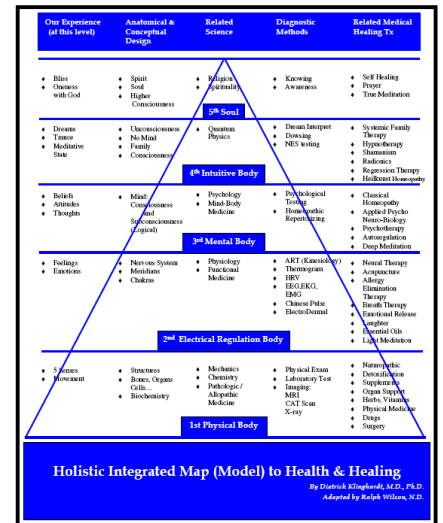 Our Experience
(at this level)
Anatomical &
Conceptual
Design
Related
Science
Diagnostic
Methods
Related Medical
Healing Tx
Bliss
Oneness
with God
Spirit
Soul
Higher
Consciousness
Religion
Spirituality
Knowing
Awareness
Self Healing
Prayer
True Meditation
5th Soul
Dreams
Trance
Meditative
State
Unconsciousness
No Mind
Family
Consciousness
Quantum
Physics
Dream Interpret
Dowsing
NES testing
Systemic Family
Therapy
Hypnotherapy
Shamanism
Radionics
Regression Therapy
Heilkunst Homeopathy
4th Intuitive Body
Beliefs
Attitudes
Thoughts
Mind:
Consciousness
and
Subconsciousness
(Logical)
Psychology
Mind-Body
Medicine
Psychological
Testing
Homeopathic
Repertorizing
Classical
Homeopathy
Applied Psycho
Neuro-Biology
Psychotherapy
Autoregulation
Deep Meditation
3rd Mental Body
Feelings
Emotions
Nervous System
Meridians
Chakras
Physiology
Functional
Medicine
ART (Kinesiology)
Thermogram
HRV
EEG,EKG,
EMG
Chinese Pulse
ElectroDermal
Neural Therapy
Acupuncture
Allergy
Elimination
Therapy
Breath Therapy
Emotional Release
Laughter
Essential Oils
Light Meditation
2nd Electrical Regulation Body
5 Senses
Movement
Structures
Bones, Organs
Cells...
Biochemistry
Mechanics
Chemistry
Pathologic /
Allopathic
Medicine
Physical Exam
Laboratory Test
Imaging:
MRI
CAT Scan
X-ray
Naturopathic
Detoxification
Supplements
Organ Support
Herbs, Vitamins
Physical Medicine
Drugs
Surgery
1st Physical Body
Holistic Integrated Map (Model) to Health & Healing
By Dietrick Klinghardt, M.D., Ph.D.
Adapted by Ralph Wilson, N.D.